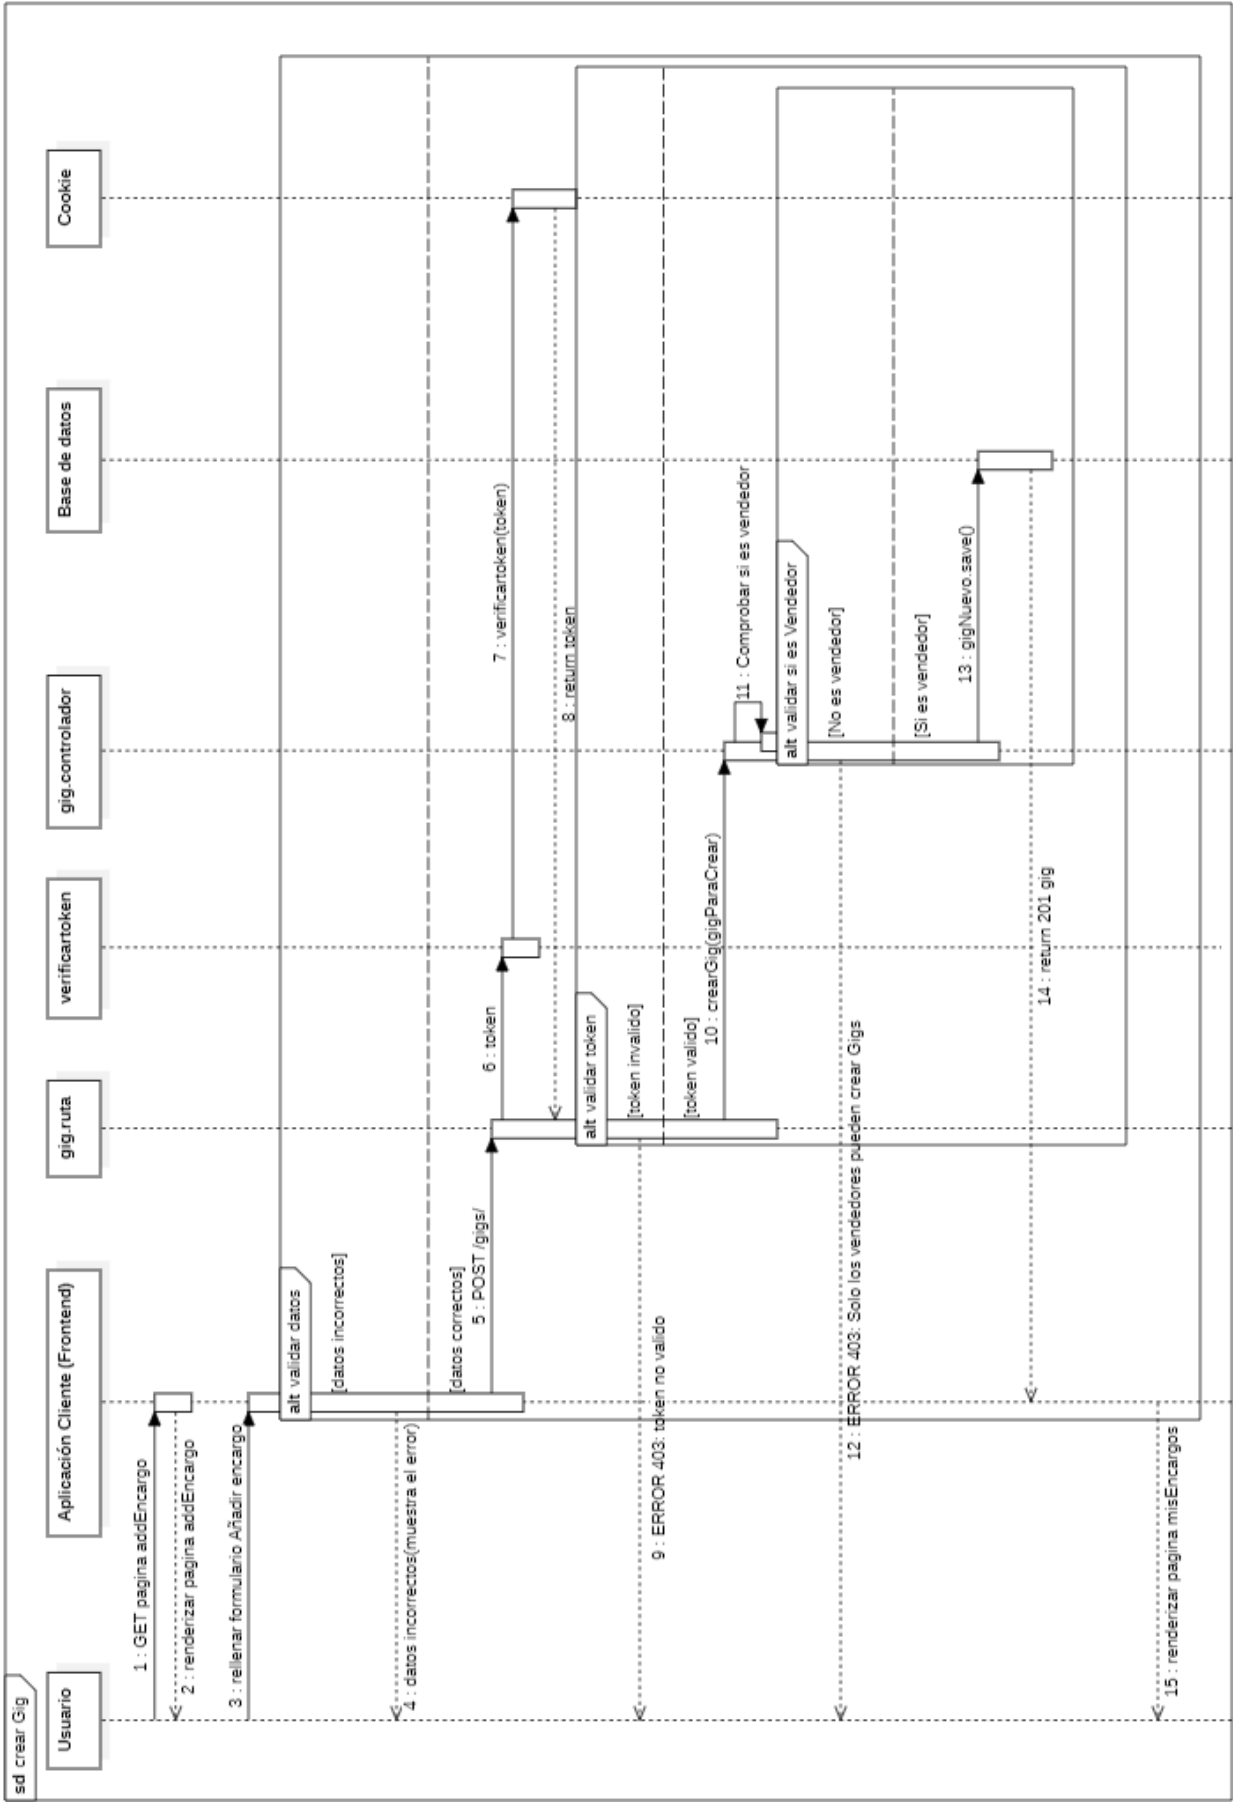 sd crear Gig
Usuario
Aplicación Cliente (Frontend)
gig.ruta
verificartoken
gig.controlador
Base de datos
Cookie
1 : GET pagina addEncargo
2 : renderizar pagina addEncargo
3 : rellenar formulario Añadir encargo
alt validar datos
[datos incorrectos]
4 : datos incorrectos(muestra el error)
[datos correctos]
5 : POST /gigs/
6 : token
7 : verificartoken(token)
8 : return token
alt validar token
[token invalido]
9 : ERROR 403: token no valido
[token valido]
10 : crearGig(gigParaCrear)
11 : Comprobar si es vendedor
alt validar si es Vendedor
[No es vendedor]
12 : ERROR 403: Solo los vendedores pueden crear Gigs
[Si es vendedor]
13 : gigNuevo.save()
14 : return 201 gig
15 : renderizar pagina misEncargos